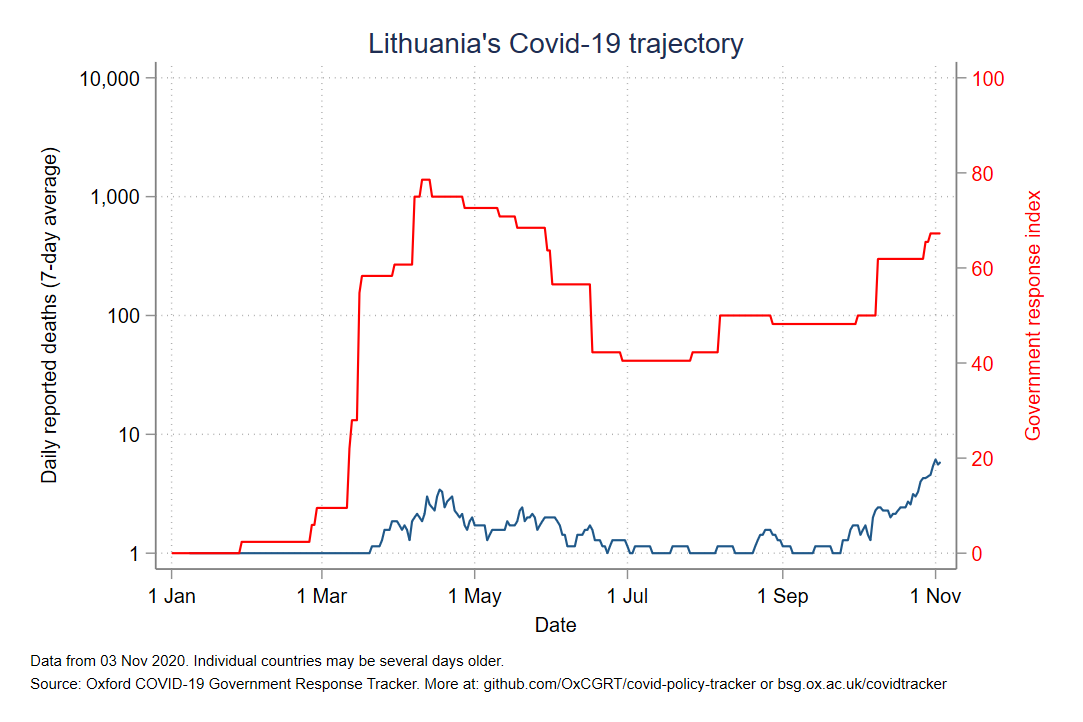 Lithuania's Covid-19 trajectory
Daily reported deaths (7-day average)
10,000
1,000
100
10
1
100
80
60
40
20
0
Government response index
1 Jan
1 Mar
1 May
1 Jul
1 Sep
1 Nov
Date
Data from 03 Nov 2020. Individual countries may be several days older.
Source: Oxford COVID-19 Government Response Tracker. More at: github.com/OxCGRT/covid-policy-tracker or bsg.ox.ac.uk/covidtracker